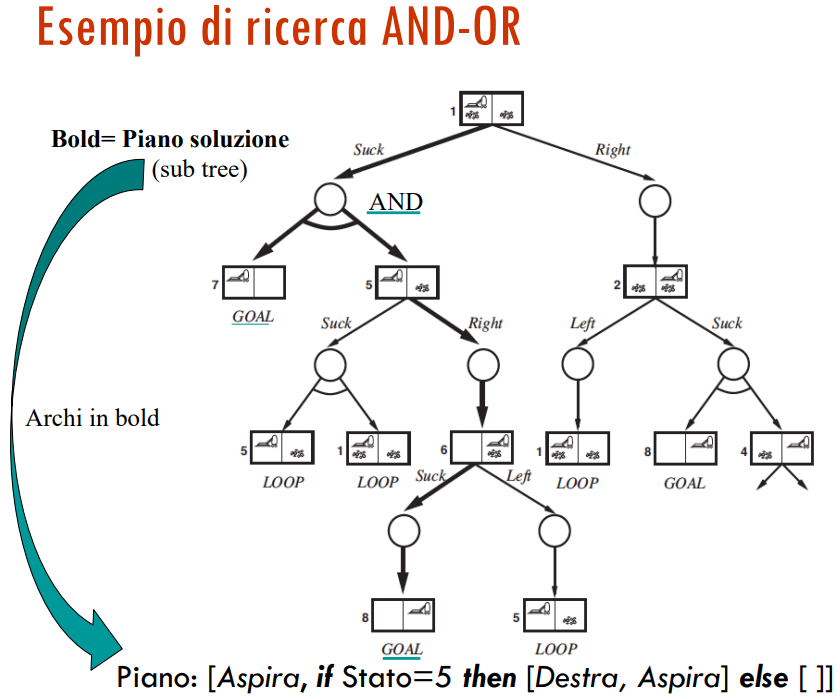 Esempio di ricerca AND-OR
1
Bold= Piano soluzione
(sub tree)
Suck
Right
AND
7
5
2
GOAL
Suck
Right
Left
Suck
Archi in bold
5
1
6
1
8
4
LOOP
LOOP
Suck
Left
LOOP
GOAL
8
5
GOAL
LOOP
Piano: [Aspira, if Stato=5 then [Destra, Aspira] else [ ]]